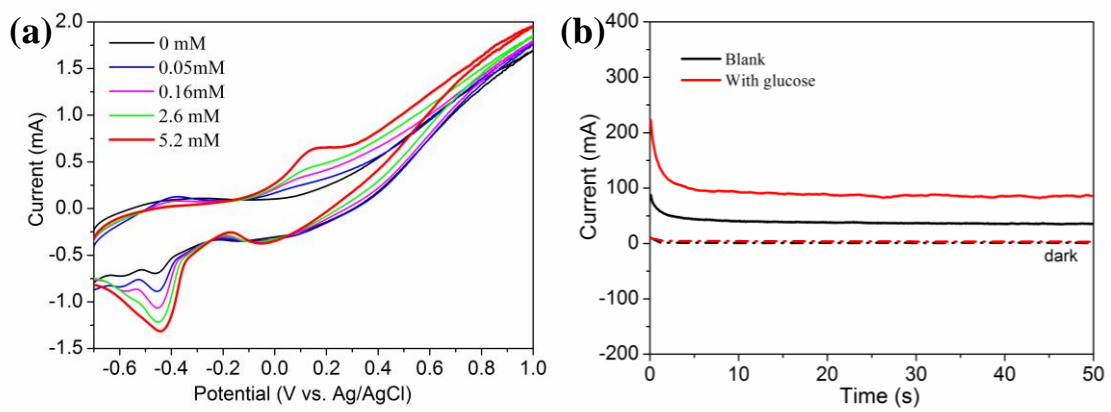 (a)
2.0
1.5
1.0
0.5
0.0
-0.5
-1.0
-1.5
Current (mA)
0 mM
0.05mM
0.16mM
2.6 mM
5.2 mM
-0.6 -0.4 -0.2 0.0 0.2 0.4 0.6 0.8 1.0
Potential (V vs. Ag/AgCl)
(b)
400
300
200
100
0
-100
-200
Current (mA)
Blank
With glucose
dark
0 10 20 30 40 50
Time (s)